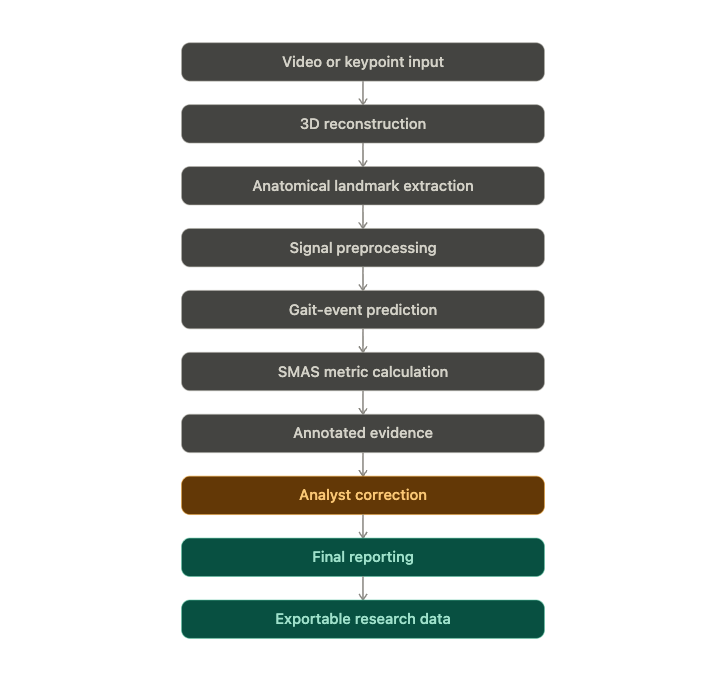 Video or keypoint input
3D reconstruction
Anatomical landmark extraction
Signal preprocessing
Gait-event prediction
SMAS metric calculation
Annotated evidence
Analyst correction
Final reporting
Exportable research data